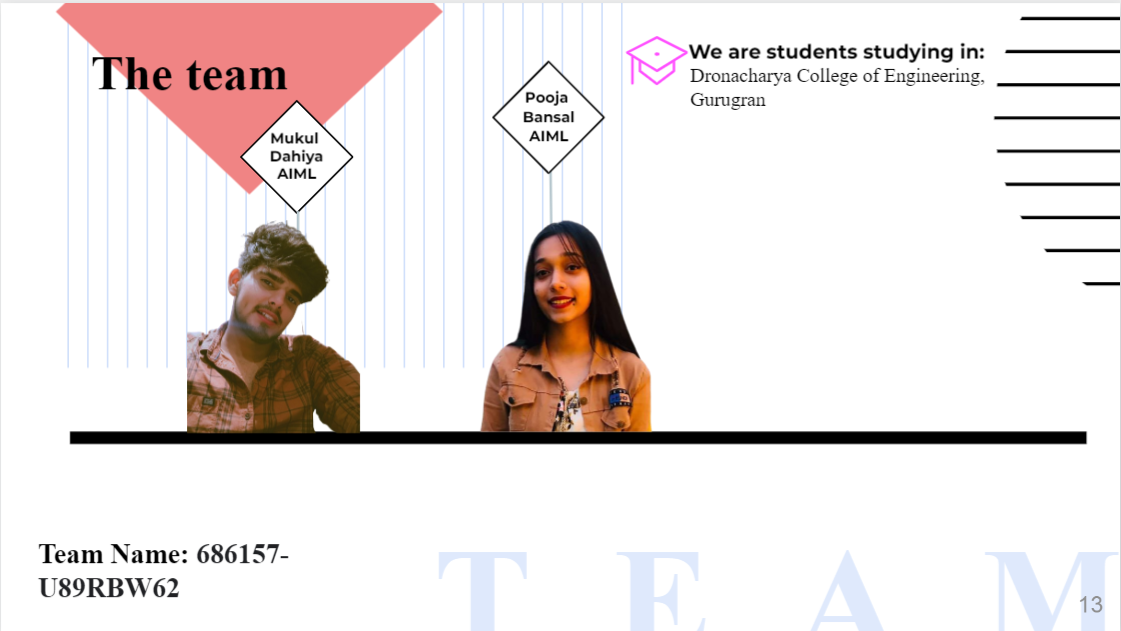 The team
Mukul
Dahiya
AIML
Pooja
Bansal
AIML
We are students studying in:
Dronacharya College of Engineering,
Gurugran
Team Name: 686157-
U89RBW62
TEAM
13